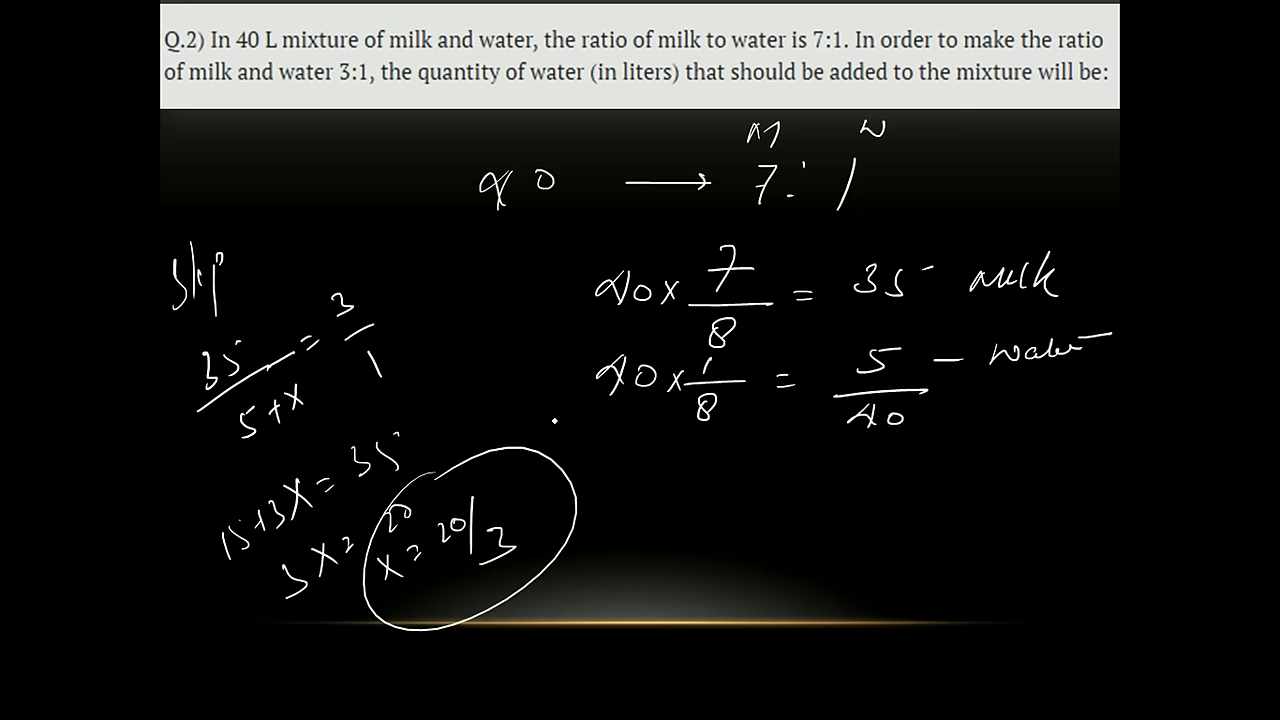 Q.2) In 40 L mixture of milk and water, the ratio of milk to water is 7:1. In order to make the ratio
of milk and water 3:1, the quantity of water (in liters) that should be added to the mixture will be:
M W
40 → 7 : 1
40 × 7/8 = 35 - Milk
40 × 1/8 = 5 - water
40
35/5+x = 3/1
15+3x = 35
3x = 20
x = 20/3